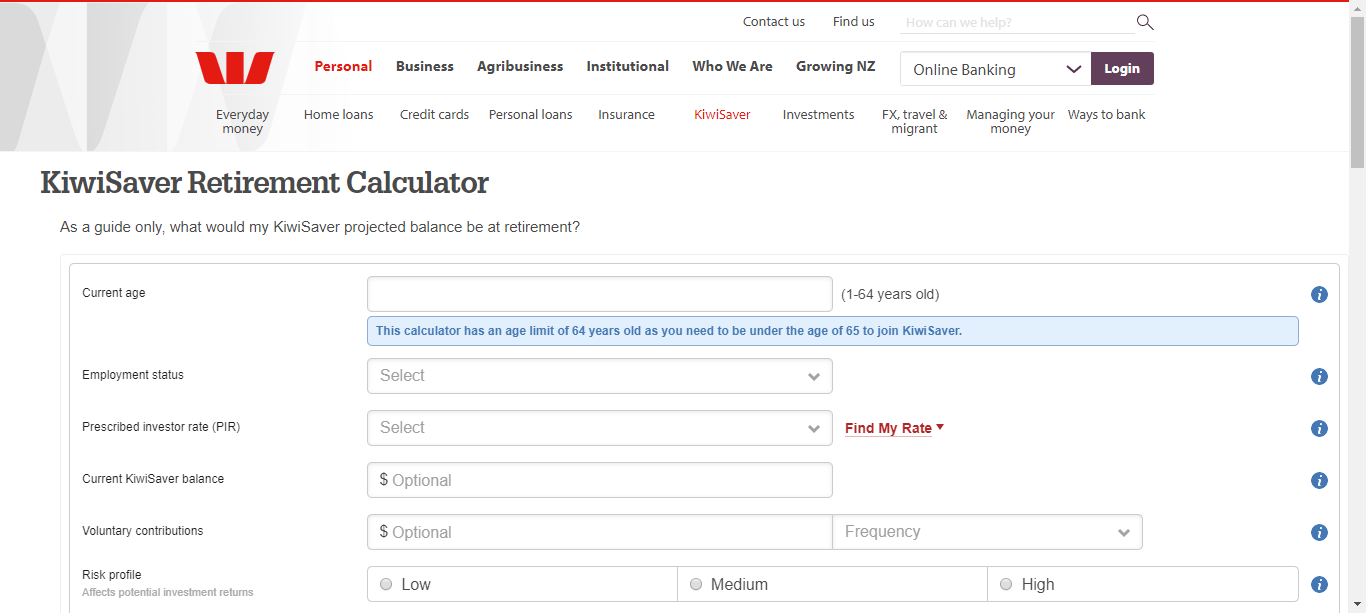 Contact us Find us How can we help?
Personal Business Agribusiness Institutional Who We Are Growing NZ Online Banking Login
Everyday money Home loans Credit cards Personal loans Insurance KiwiSaver Investments FX, travel & migrant Managing your money Ways to bank
KiwiSaver Retirement Calculator
As a guide only, what would my KiwiSaver projected balance be at retirement?
Current age (1-64 years old)
This calculator has an age limit of 64 years old as you need to be under the age of 65 to join KiwiSaver.
Employment status Select
Prescribed investor rate (PIR) Select Find My Rate
Current KiwiSaver balance $ Optional
Voluntary contributions $ Optional Frequency
Risk profile Low Medium High
Affects potential investment returns